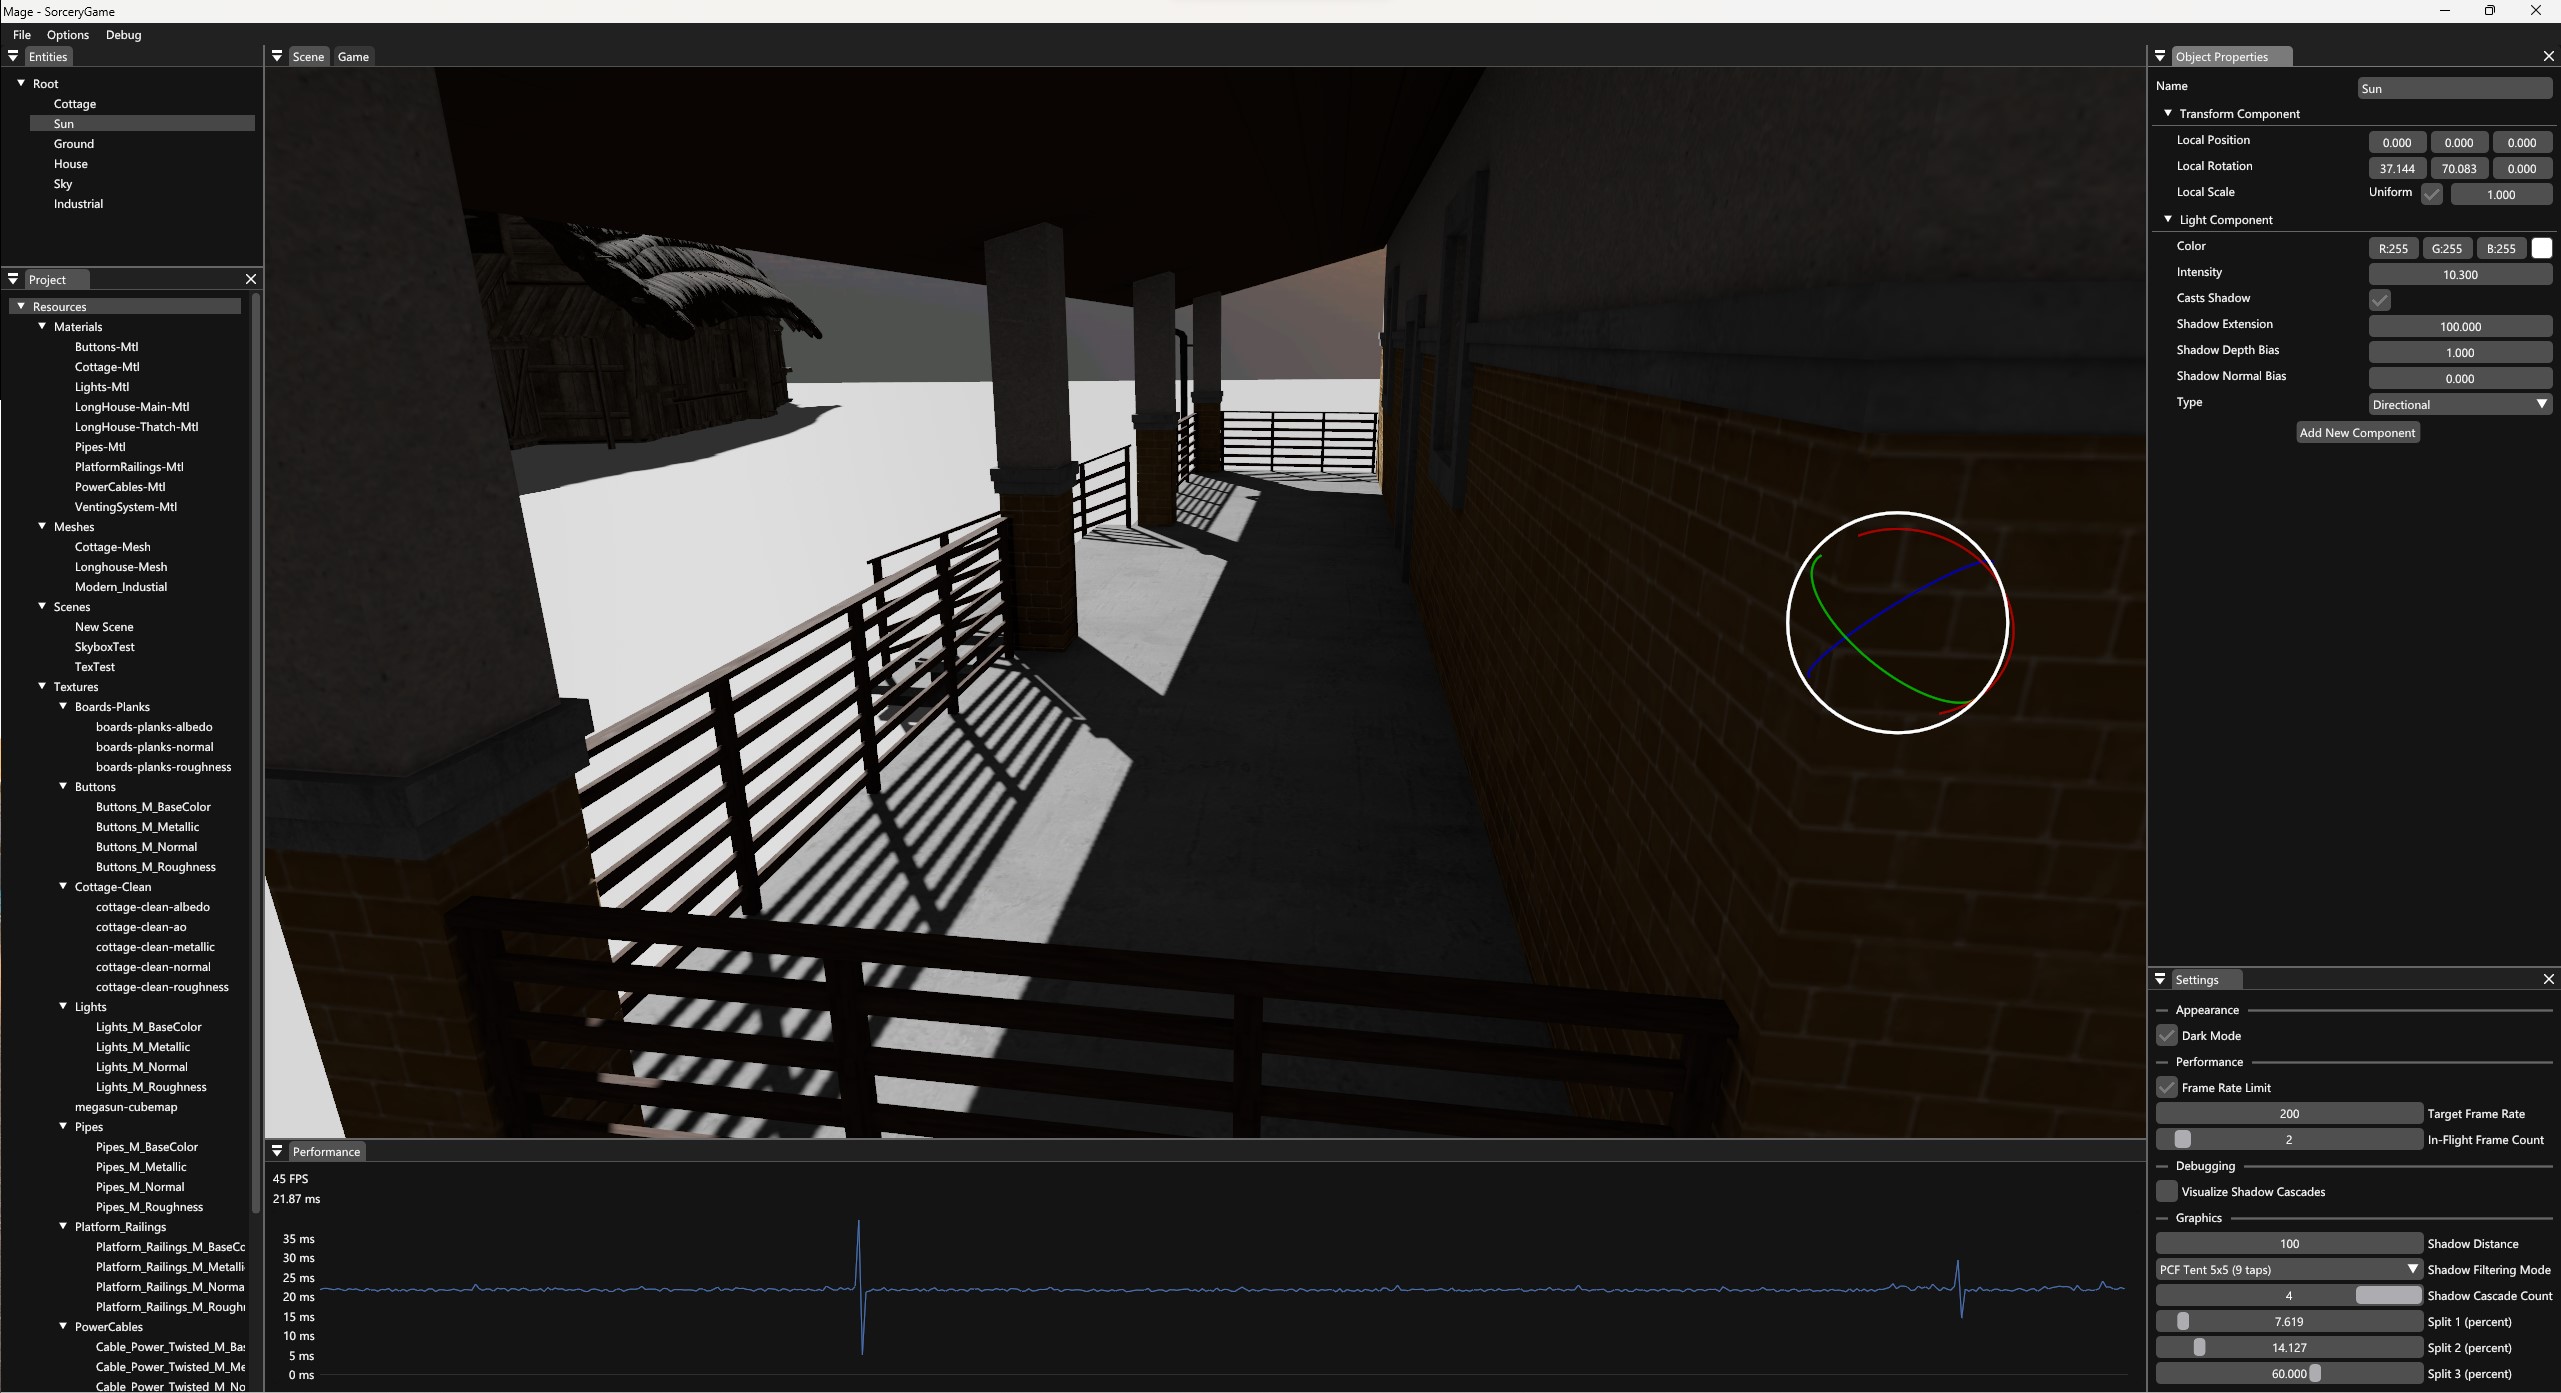 Mage - SorceryGame
File Options Debug
Entities
Root
Cottage
Sun
Ground
House
Sky
Industrial
Project
Resources
Materials
Buttons-Mtl
Cottage-Mtl
Lights-Mtl
LongHouse-Main-Mtl
LongHouse-Thatch-Mtl
Pipes-Mtl
PlatformRailings-Mtl
PowerCables-Mtl
VentingSystem-Mtl
Meshes
Cottage-Mesh
Longhouse-Mesh
Modern_Industial
Scenes
New Scene
SkyboxTest
TexTest
Textures
Boards-Planks
boards-planks-albedo
boards-planks-normal
boards-planks-roughness
Buttons
Buttons_M_BaseColor
Buttons_M_Metallic
Buttons_M_Normal
Buttons_M_Roughness
Cottage-Clean
cottage-clean-albedo
cottage-clean-ao
cottage-clean-metallic
cottage-clean-normal
cottage-clean-roughness
Lights
Lights_M_BaseColor
Lights_M_Metallic
Lights_M_Normal
Lights_M_Roughness
megasun-cubemap
Pipes
Pipes_M_BaseColor
Pipes_M_Metallic
Pipes_M_Normal
Pipes_M_Roughness
Platform_Railings
Platform_Railings_M_BaseCo
Platform_Railings_M_Metalli
Platform_Railings_M_Norma
Platform_Railings_M_Rough
PowerCables
Cable_Power_Twisted_M_Ba
Cable_Power_Twisted_M_Me
Cable_Power_Twisted_M_No
Scene Game
Performance
45 FPS
21.87 ms
35 ms
30 ms
25 ms
20 ms
15 ms
10 ms
5 ms
0 ms
Object Properties
Name Sun
Transform Component
Local Position 0.000 0.000 0.000
Local Rotation 37.144 70.083 0.000
Local Scale Uniform 1.000
Light Component
Color R:255 G:255 B:255
Intensity 10.300
Casts Shadow
Shadow Extension 100.000
Shadow Depth Bias 1.000
Shadow Normal Bias 0.000
Type Directional
Add New Component
Settings
Appearance
Dark Mode
Performance
Frame Rate Limit
200 Target Frame Rate
2 In-Flight Frame Count
Debugging
Visualize Shadow Cascades
Graphics
100 Shadow Distance
PCF Tent 5x5 (9 taps) Shadow Filtering Mode
4 Shadow Cascade Count
7.619 Split 1 (percent)
14.127 Split 2 (percent)
60.000 Split 3 (percent)